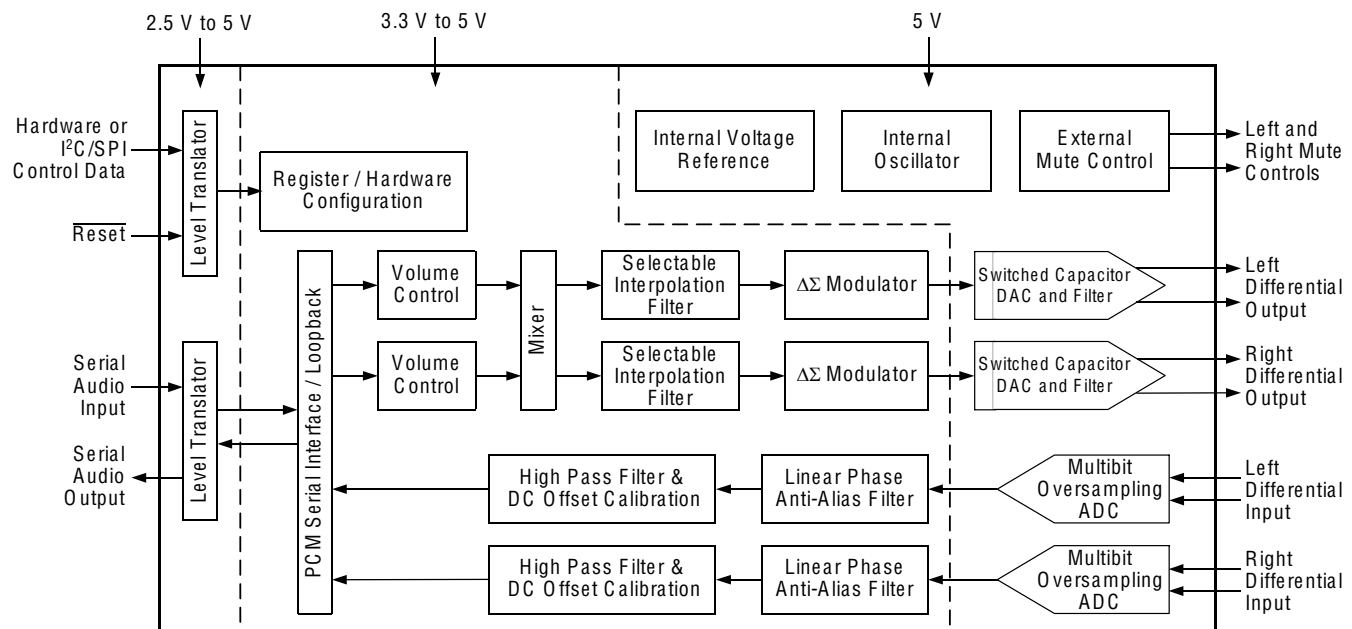 2.5 V to 5 V
3.3 V to 5 V
5 V
Hardware or
I²C/SPI
Control Data
Reset
Level Translator
Register / Hardware
Configuration
Internal Voltage
Reference
Internal
Oscillator
External
Mute Control
Left and
Right Mute
Controls
Serial
Audio
Input
Serial
Audio
Output
Level Translator
PCM Serial Interface / Loopback
Volume
Control
Volume
Control
Mixer
Selectable
Interpolation
Filter
Selectable
Interpolation
Filter
ΔΣ Modulator
ΔΣ Modulator
Switched Capacitor
DAC and Filter
Switched Capacitor
DAC and Filter
Left
Differential
Output
Right
Differential
Output
High Pass Filter &
DC Offset Calibration
Linear Phase
Anti-Alias Filter
Multibit
Oversampling
ADC
Left
Differential
Input
High Pass Filter &
DC Offset Calibration
Linear Phase
Anti-Alias Filter
Multibit
Oversampling
ADC
Right
Differential
Input